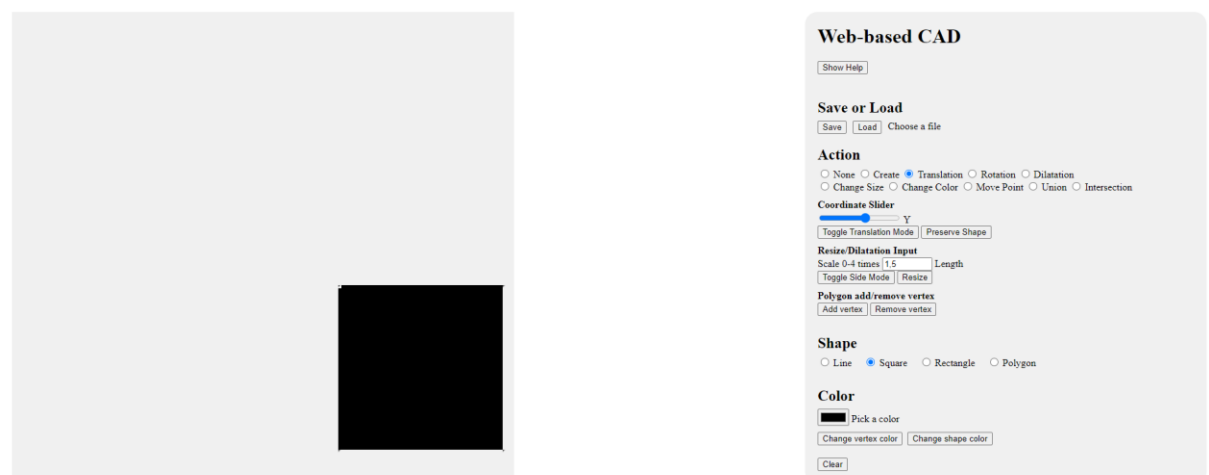 Web-based CAD
Show Help
Save or Load
Save Load Choose a file
Action
None Create Translation Rotation Dilatation
Change Size Change Color Move Point Union Intersection
Coordinate Slider
Y
Toggle Translation Mode Preserve Shape
Resize/Dilatation Input
Scale 0-4 times 1,5 Length
Toggle Side Mode Resize
Polygon add/remove vertex
Add vertex Remove vertex
Shape
Line Square Rectangle Polygon
Color
Pick a color
Change vertex color Change shape color
Clear